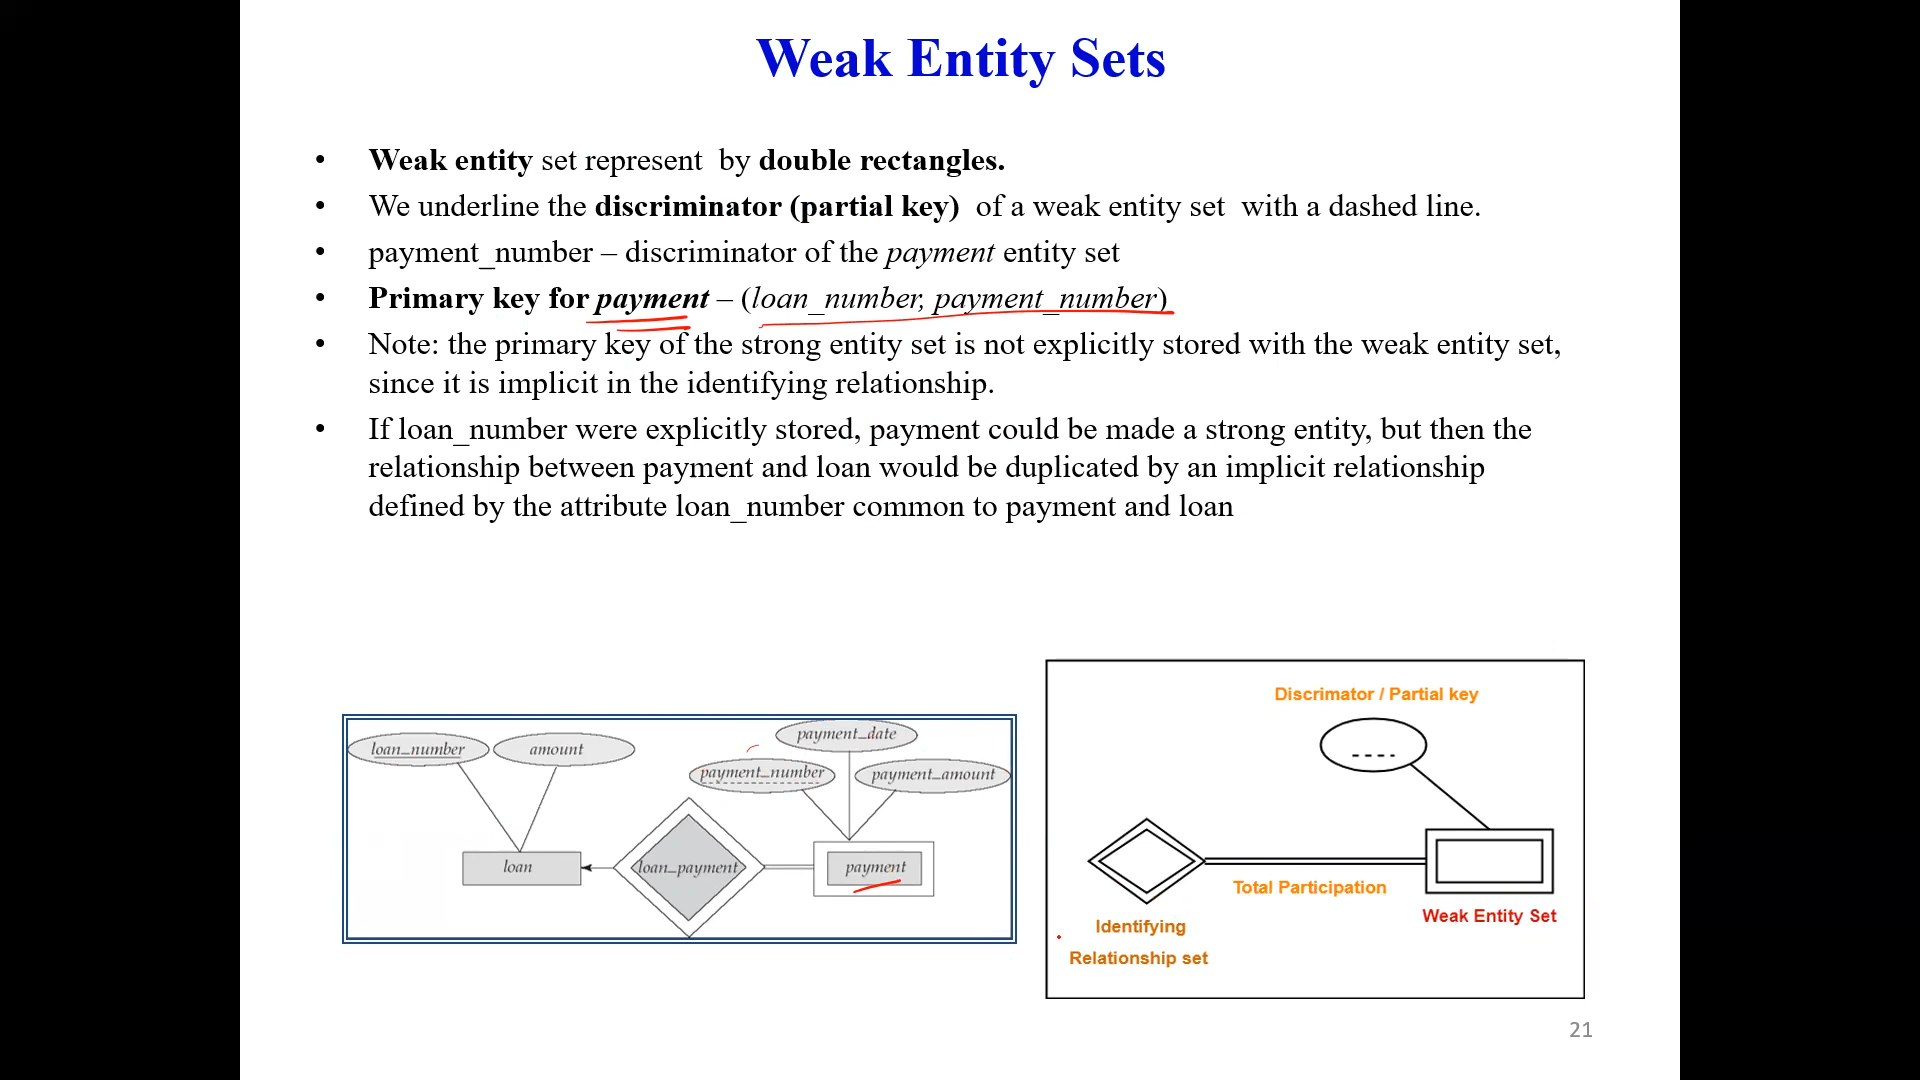 Weak Entity Sets
• Weak entity set represent by double rectangles.
• We underline the discriminator (partial key) of a weak entity set with a dashed line.
• payment_number – discriminator of the payment entity set
• Primary key for payment – (loan_number, payment_number)
• Note: the primary key of the strong entity set is not explicitly stored with the weak entity set,
since it is implicit in the identifying relationship.
• If loan_number were explicitly stored, payment could be made a strong entity, but then the
relationship between payment and loan would be duplicated by an implicit relationship
defined by the attribute loan_number common to payment and loan
loan_number
amount
payment_date
payment_number
payment_amount
loan
loan_payment
payment
Discrimator / Partial key
Total Participation
Weak Entity Set
Identifying
Relationship set
21